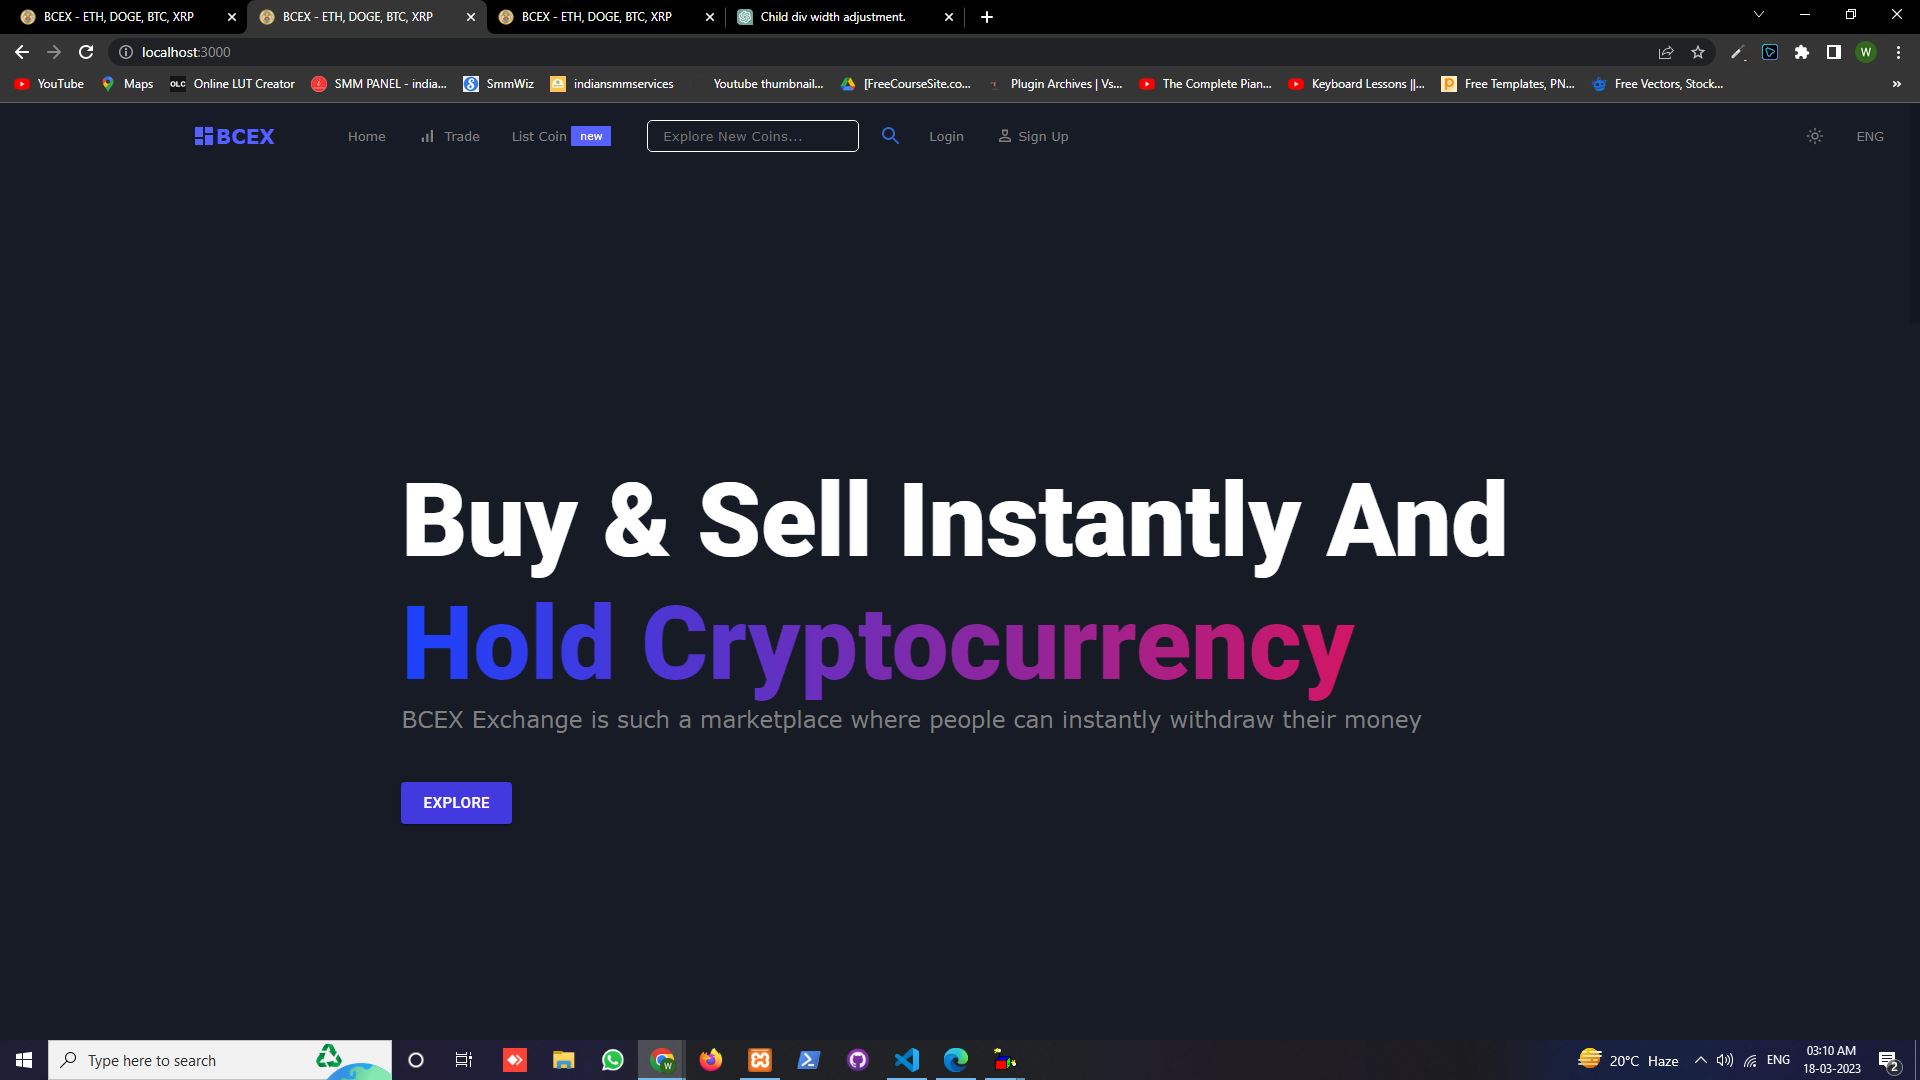 BCEX - ETH, DOGE, BTC, XRP
BCEX - ETH, DOGE, BTC, XRP
BCEX - ETH, DOGE, BTC, XRP
Child div width adjustment.
localhost:3000
W
YouTube
Maps
OLC Online LUT Creator
SMM PANEL - india...
SmmWiz
indiansmmservices
Youtube thumbnail...
[FreeCourseSite.co...
Plugin Archives | Vs...
The Complete Pian...
Keyboard Lessons ||...
Free Templates, PN...
Free Vectors, Stock...
»
BCEX
Home
Trade
List Coin new
Explore New Coins...
Login
Sign Up
ENG
Buy & Sell Instantly And
Hold Cryptocurrency
BCEX Exchange is such a marketplace where people can instantly withdraw their money
EXPLORE
Type here to search
20°C Haze
ENG
03:10 AM
18-03-2023
2